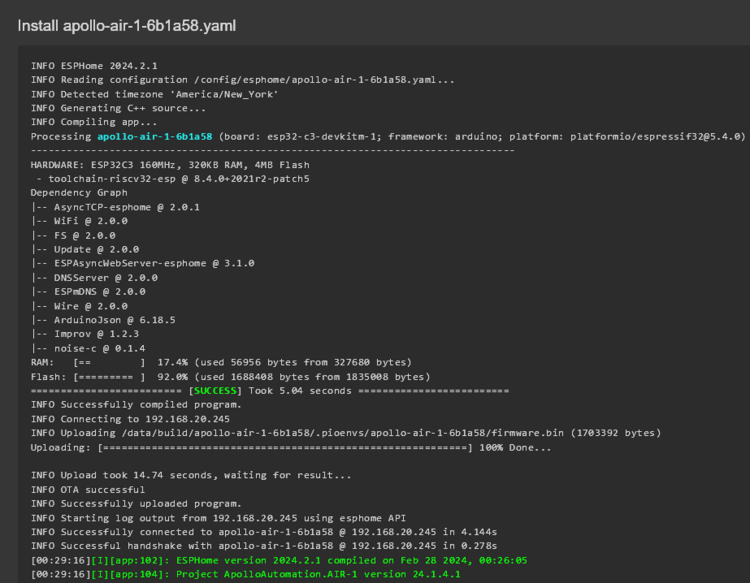 Install apollo-air-1-6b1a58.yaml
INFO ESPHome 2024.2.1
INFO Reading configuration /config/esphome/apollo-air-1-6b1a58.yaml...
INFO Detected timezone 'America/New_York'
INFO Generating C++ source...
INFO Compiling app...
Processing apollo-air-1-6b1a58 (board: esp32-c3-devkitm-1; framework: arduino; platform: platformio/espressif32@5.4.0)
--------------------------------------------------------------------------------
HARDWARE: ESP32C3 160MHz, 320KB RAM, 4MB Flash
- toolchain-riscv32-esp @ 8.4.0+2021r2-patch5
Dependency Graph
|-- AsyncTCP-esphome @ 2.0.1
|-- WiFi @ 2.0.0
|-- FS @ 2.0.0
|-- Update @ 2.0.0
|-- ESPAsyncWebServer-esphome @ 3.1.0
|-- DNSServer @ 2.0.0
|-- ESPmDNS @ 2.0.0
|-- Wire @ 2.0.0
|-- ArduinoJson @ 6.18.5
|-- Improv @ 1.2.3
|-- noise-c @ 0.1.4
RAM:   [==        ]  17.4% (used 56956 bytes from 327680 bytes)
Flash: [========= ]  92.0% (used 1688408 bytes from 1835008 bytes)
========================= [SUCCESS] Took 5.04 seconds =========================
INFO Successfully compiled program.
INFO Connecting to 192.168.20.245
INFO Uploading /data/build/apollo-air-1-6b1a58/.pioenvs/apollo-air-1-6b1a58/firmware.bin (1703392 bytes)
Uploading: [============================================================] 100% Done...
INFO Upload took 14.74 seconds, waiting for result...
INFO OTA successful
INFO Successfully uploaded program.
INFO Starting log output from 192.168.20.245 using esphome API
INFO Successfully connected to apollo-air-1-6b1a58 @ 192.168.20.245 in 4.144s
INFO Successful handshake with apollo-air-1-6b1a58 @ 192.168.20.245 in 0.278s
[00:29:16][I][app:102]: ESPHome version 2024.2.1 compiled on Feb 28 2024, 00:26:05
[00:29:16][I][app:104]: Project ApolloAutomation.AIR-1 version 24.1.4.1